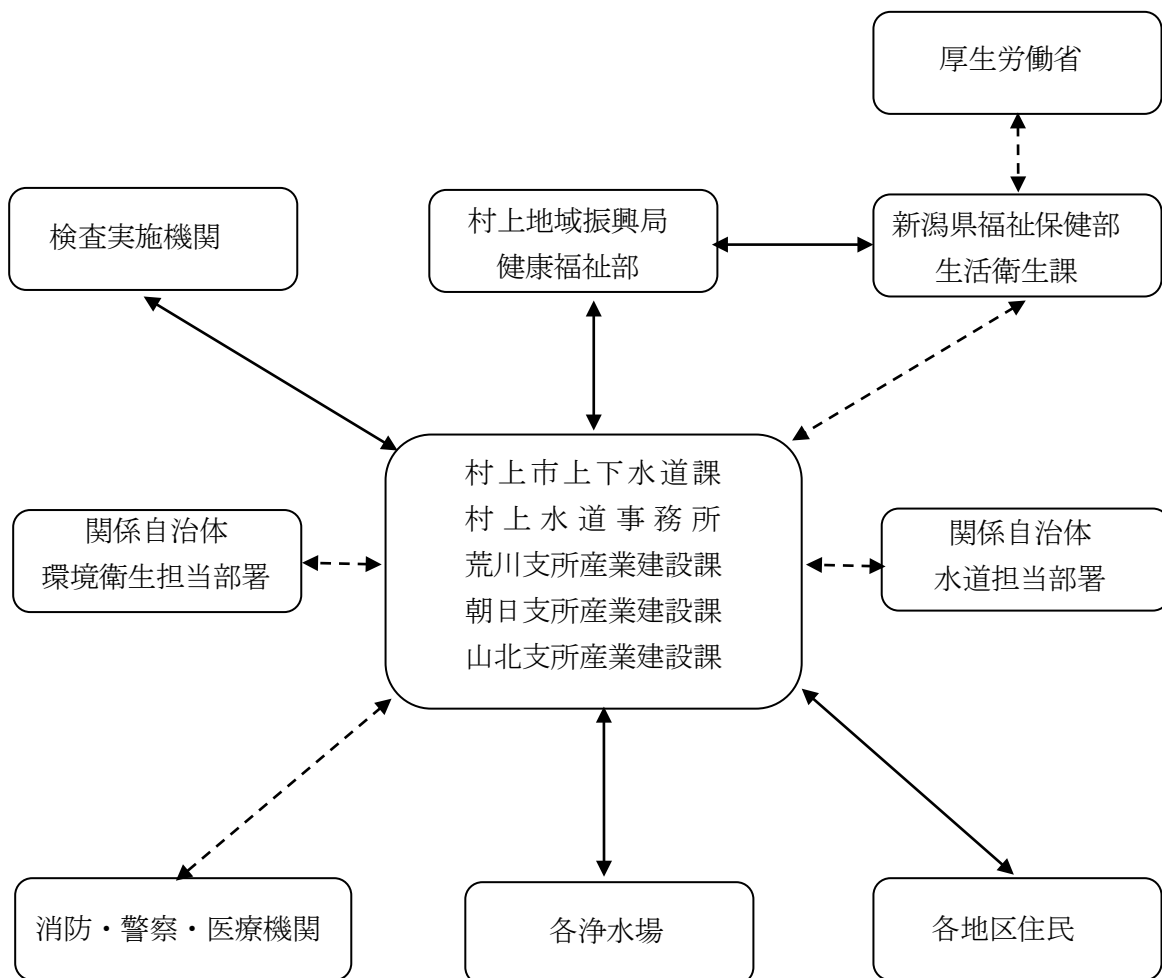 厚生労働省
検査実施機関
村上地域振興局
健康福祉部
新潟県福祉保健部
生活衛生課
村上市上下水道課
村上水道事務所
荒川支所産業建設課
朝日支所産業建設課
山北支所産業建設課
関係自治体
環境衛生担当部署
関係自治体
水道担当部署
消防・警察・医療機関
各浄水場
各地区住民